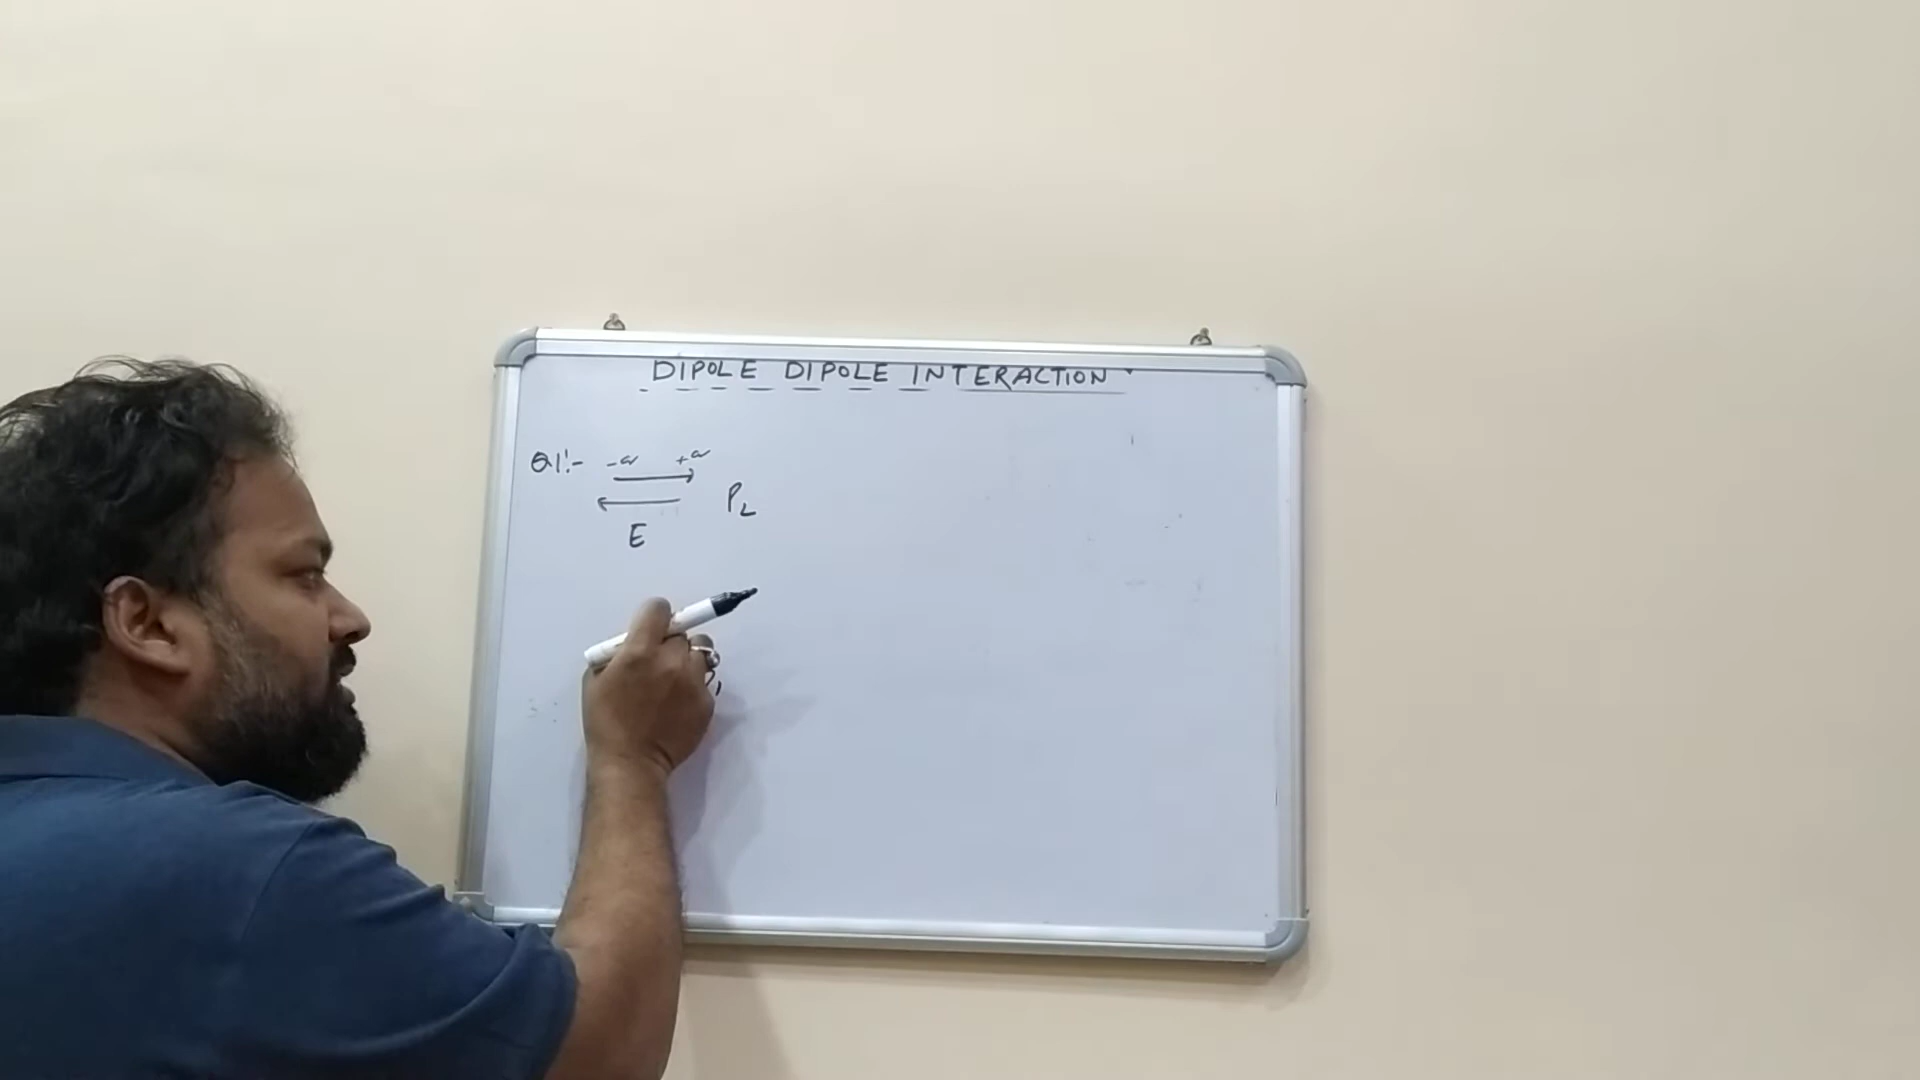 DIPOLE DIPOLE INTERACTION
Q1:- -q +q
P2
E